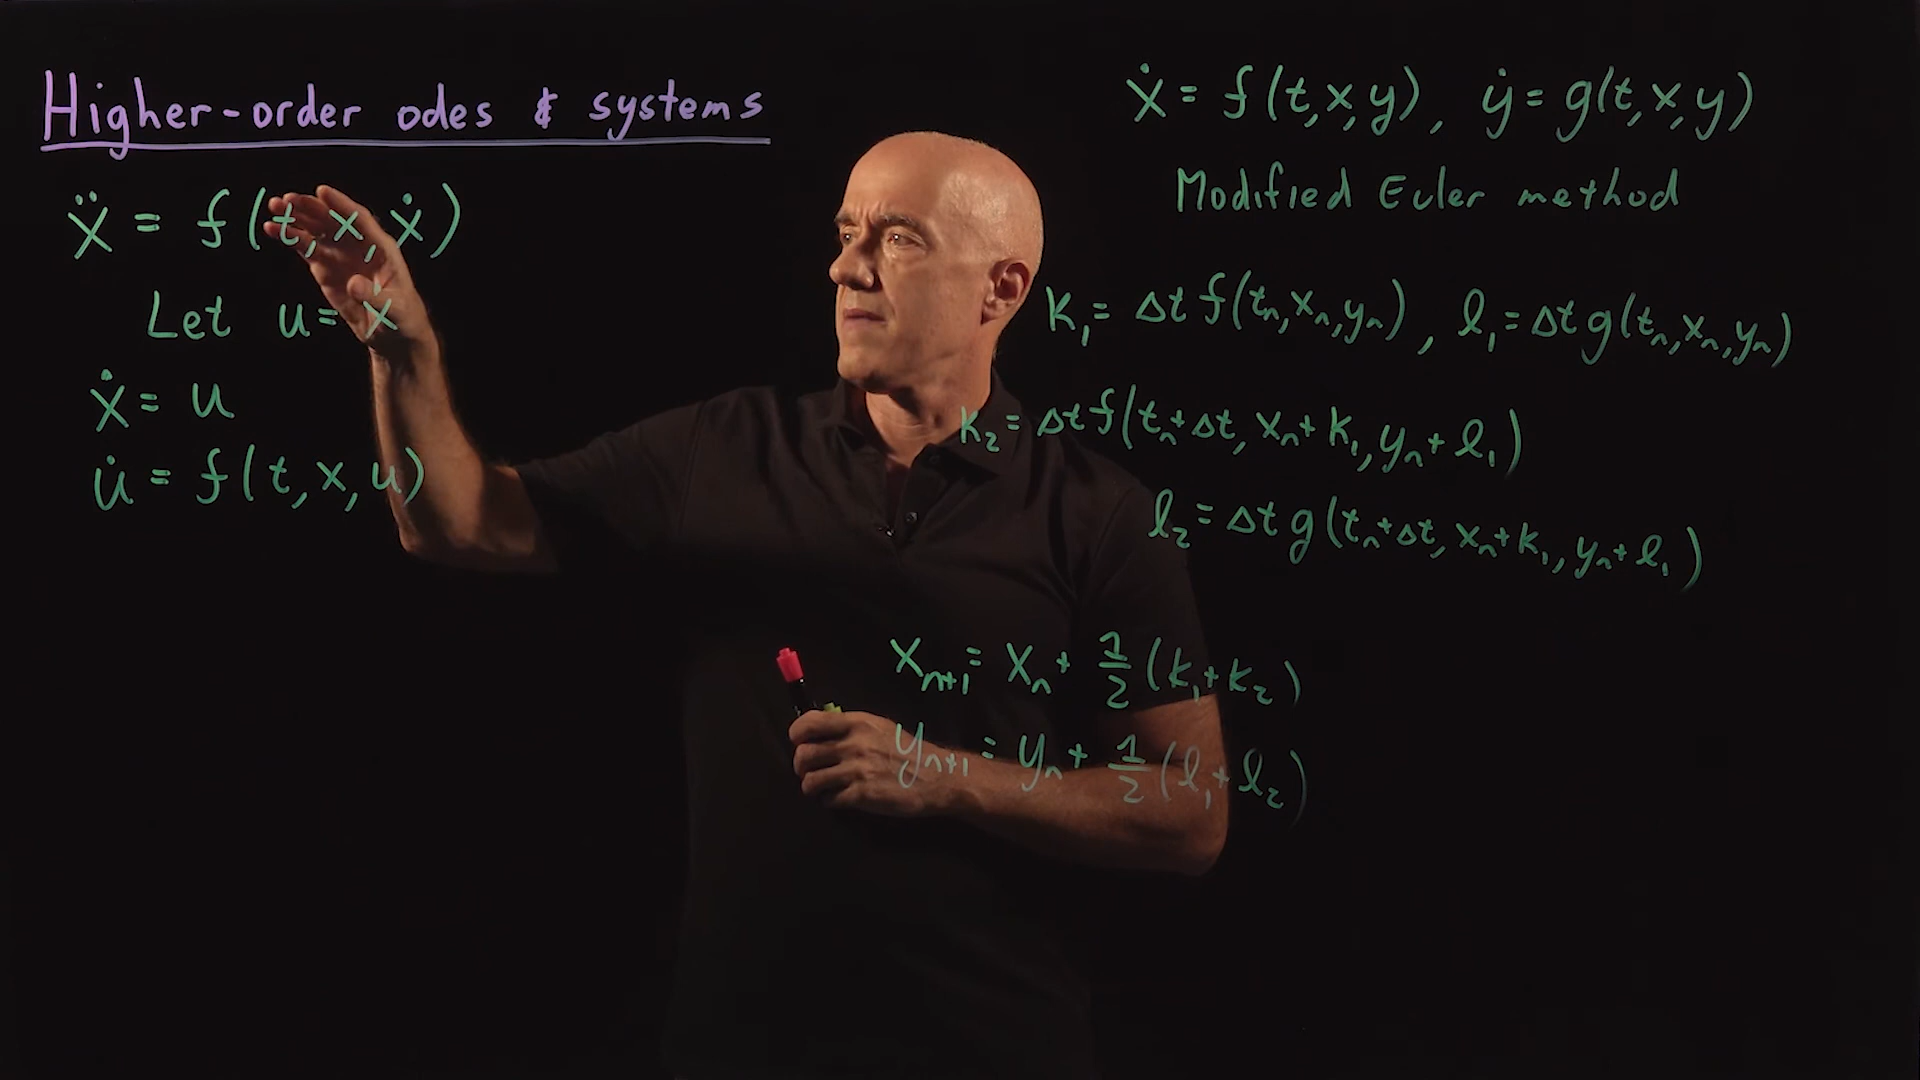 Higher-order odes & systems
ẍ = f(t, x, ẋ)
Let u = ẋ
ẋ = u
u̇ = f(t, x, u)
ẋ = f(t, x, y), ẏ = g(t, x, y)
Modified Euler method
k₁ = Δt f(tₙ, xₙ, yₙ), l₁ = Δt g(tₙ, xₙ, yₙ)
k₂ = Δt f(tₙ + Δt, xₙ + k₁, yₙ + l₁)
l₂ = Δt g(tₙ + Δt, xₙ + k₁, yₙ + l₁)
xₙ₊₁ = xₙ + 1/2 (k₁ + k₂)
yₙ₊₁ = yₙ + 1/2 (l₁ + l₂)